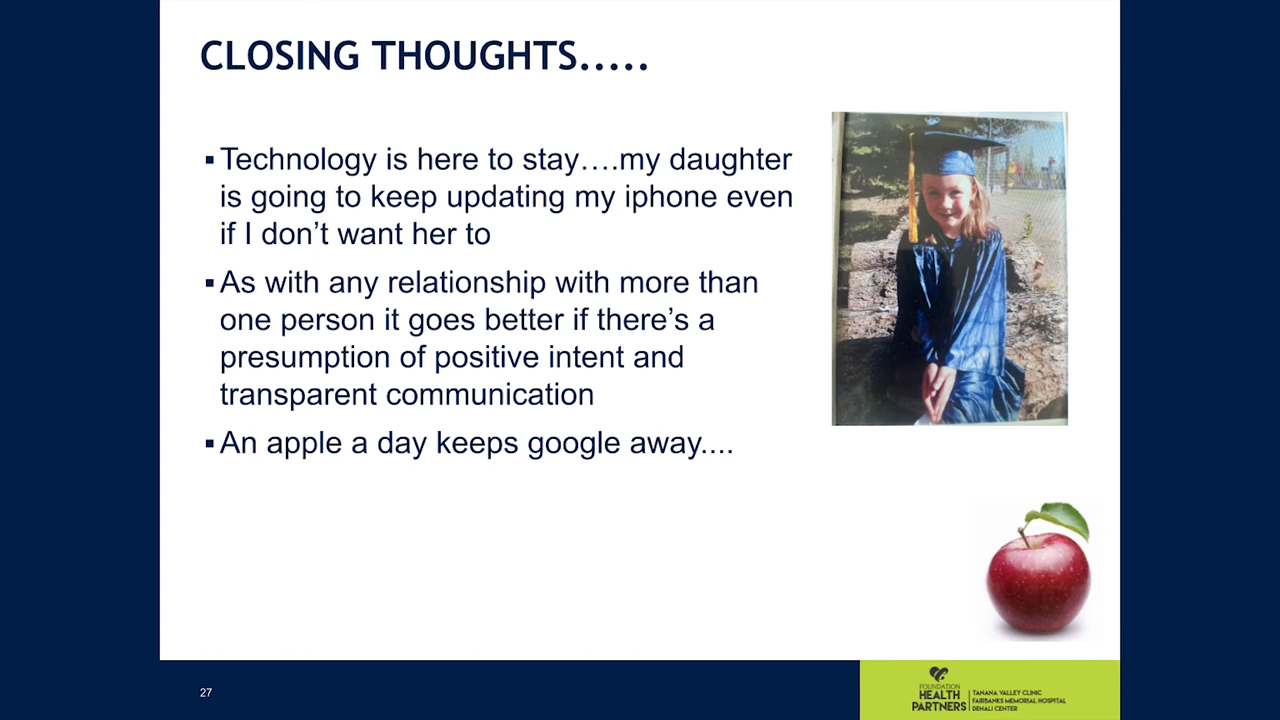 CLOSING THOUGHTS.....
▪ Technology is here to stay….my daughter
is going to keep updating my iphone even
if I don’t want her to
▪ As with any relationship with more than
one person it goes better if there’s a
presumption of positive intent and
transparent communication
▪ An apple a day keeps google away....
27
FOUNDATION
HEALTH
PARTNERS
TANANA VALLEY CLINIC
FAIRBANKS MEMORIAL HOSPITAL
DENALI CENTER